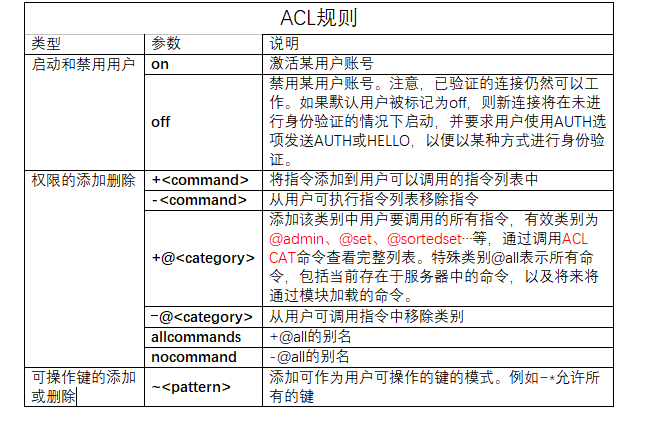 ACL规则
类型 参数 说明
启动和禁用用户 on 激活某用户账号
off 禁用某用户账号。注意，已验证的连接仍然可以工
作。如果默认用户被标记为off，则新连接将在未进
行身份验证的情况下启动，并要求用户使用AUTH选
项发送AUTH或HELLO，以便以某种方式进行身份验
证。
权限的添加删除 +<command> 将指令添加到用户可以调用的指令列表中
-<command> 从用户可执行指令列表移除指令
+@<category> 添加该类别中用户要调用的所有指令，有效类别为
@admin、@set、@sortedset…等，通过调用ACL
CAT命令查看完整列表。特殊类别@all表示所有命
令，包括当前存在于服务器中的命令，以及将来将
通过模块加载的命令。
-@<category> 从用户可调用指令中移除类别
allcommands +@all的别名
nocommand -@all的别名
可操作键的添加
或删除 ~<pattern> 添加可作为用户可操作的键的模式。例如~*允许所
有的键